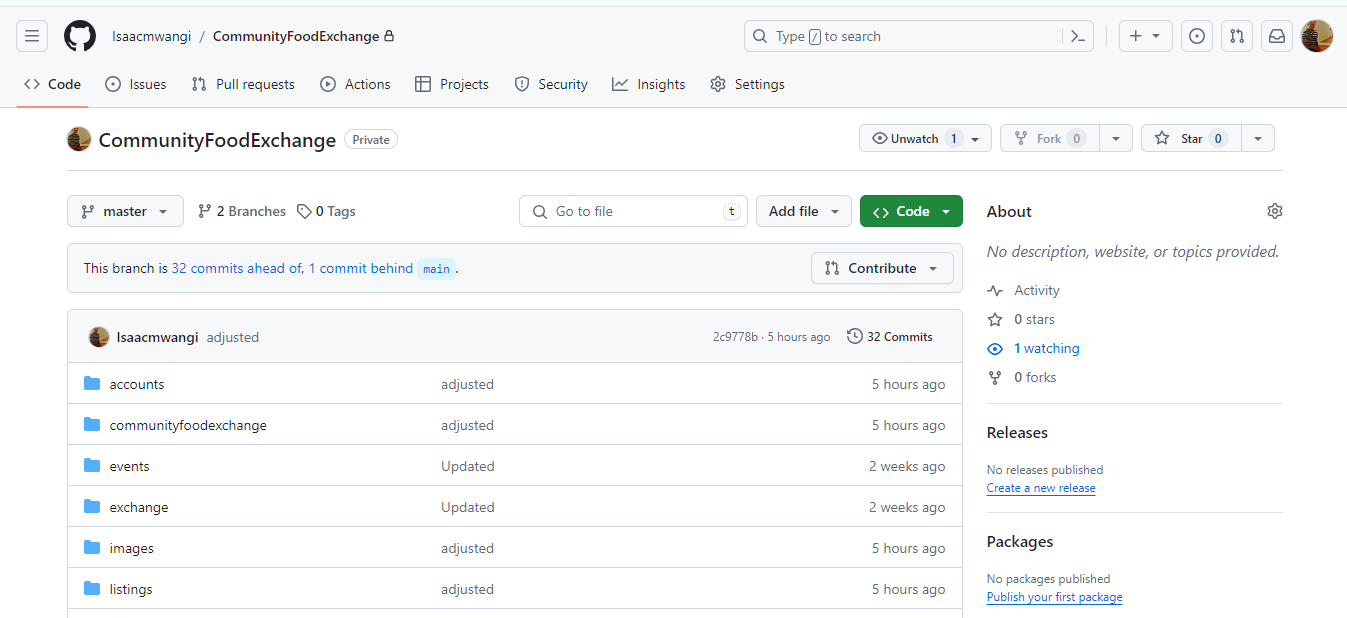 Isaacmwangi / CommunityFoodExchange
Type / to search
Code Issues Pull requests Actions Projects Security Insights Settings
CommunityFoodExchange Private
Unwatch 1 Fork 0 Star 0
master 2 Branches 0 Tags Go to file t Add file Code
This branch is 32 commits ahead of, 1 commit behind main .
Contribute
Isaacmwangi adjusted 2c9778b · 5 hours ago 32 Commits
accounts adjusted 5 hours ago
communityfoodexchange adjusted 5 hours ago
events Updated 2 weeks ago
exchange Updated 2 weeks ago
images adjusted 5 hours ago
listings adjusted 5 hours ago
About
No description, website, or topics provided.
Activity
0 stars
1 watching
0 forks
Releases
No releases published
Create a new release
Packages
No packages published
Publish your first package